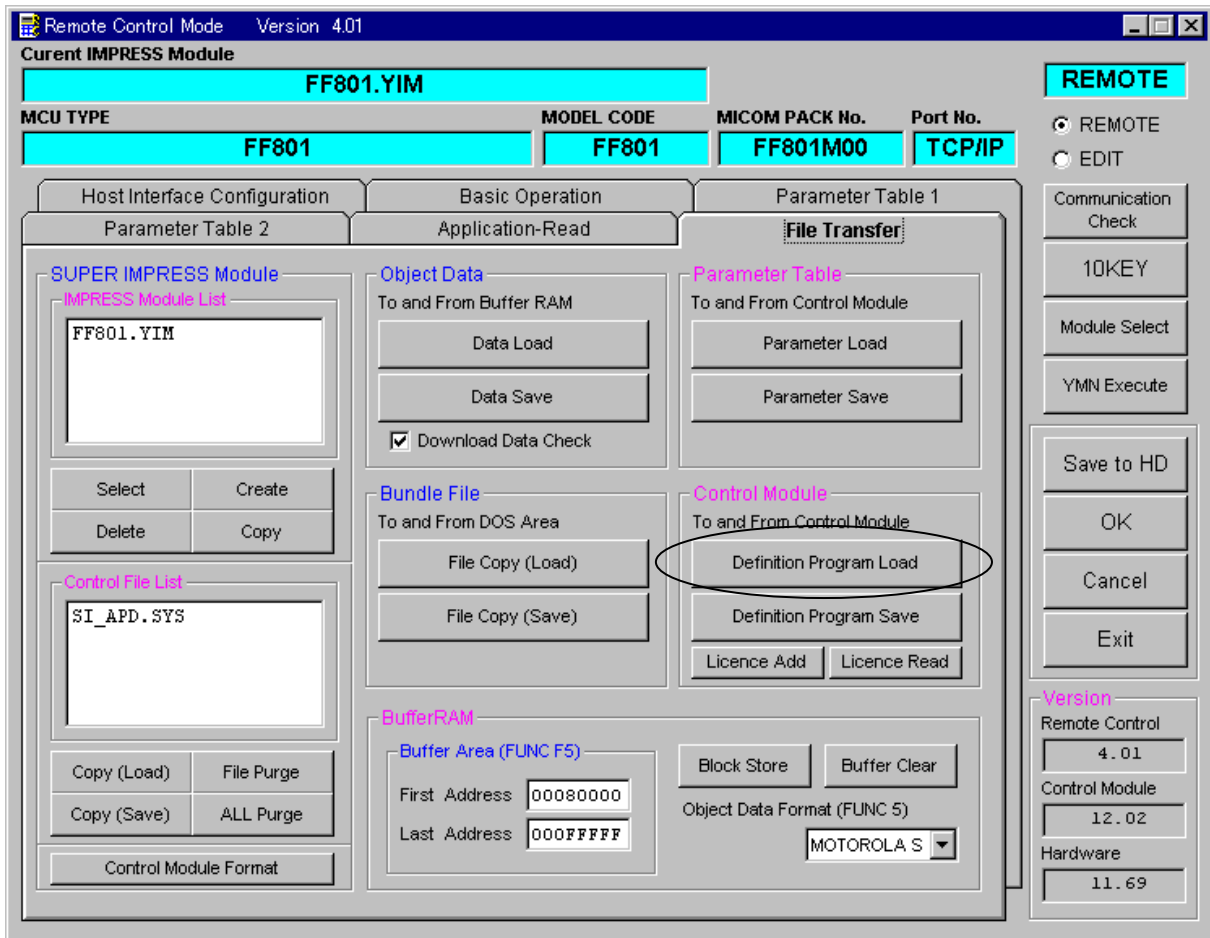 Remote Control Mode Version 4.01
Curent IMPRESS Module
FF801.YIM
REMOTE
MCU TYPE MODEL CODE MICOM PACK No. Port No.
FF801 FF801 FF801M00 TCP/IP
REMOTE
EDIT
Host Interface Configuration Basic Operation Parameter Table 1
Parameter Table 2 Application-Read File Transfer
Communication
Check
10KEY
Module Select
YMN Execute
Save to HD
OK
Cancel
Exit
SUPER IMPRESS Module
IMPRESS Module List
FF801.YIM
Select Create
Delete Copy
Control File List
SI_APD.SYS
Copy (Load) File Purge
Copy (Save) ALL Purge
Control Module Format
Object Data
To and From Buffer RAM
Data Load
Data Save
Download Data Check
Parameter Table
To and From Control Module
Parameter Load
Parameter Save
Bundle File
To and From DOS Area
File Copy (Load)
File Copy (Save)
Control Module
To and From Control Module
Definition Program Load
Definition Program Save
Licence Add Licence Read
BufferRAM
Buffer Area (FUNC F5)
First Address 00080000
Last Address 000FFFFF
Block Store Buffer Clear
Object Data Format (FUNC 5)
MOTOROLA S
Version
Remote Control
4.01
Control Module
12.02
Hardware
11.69